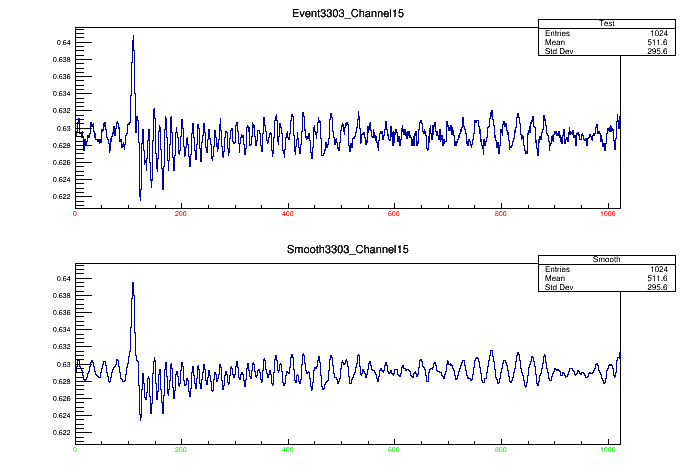 Event3303_Channel15
Test
Entries 1024
Mean 511.6
Std Dev 295.6
0.64
0.638
0.636
0.634
0.632
0.63
0.628
0.626
0.624
0.622
0 200 400 600 800 1000
Smooth3303_Channel15
Smooth
Entries 1024
Mean 511.6
Std Dev 295.6
0.64
0.638
0.636
0.634
0.632
0.63
0.628
0.626
0.624
0.622
0 200 400 600 800 1000